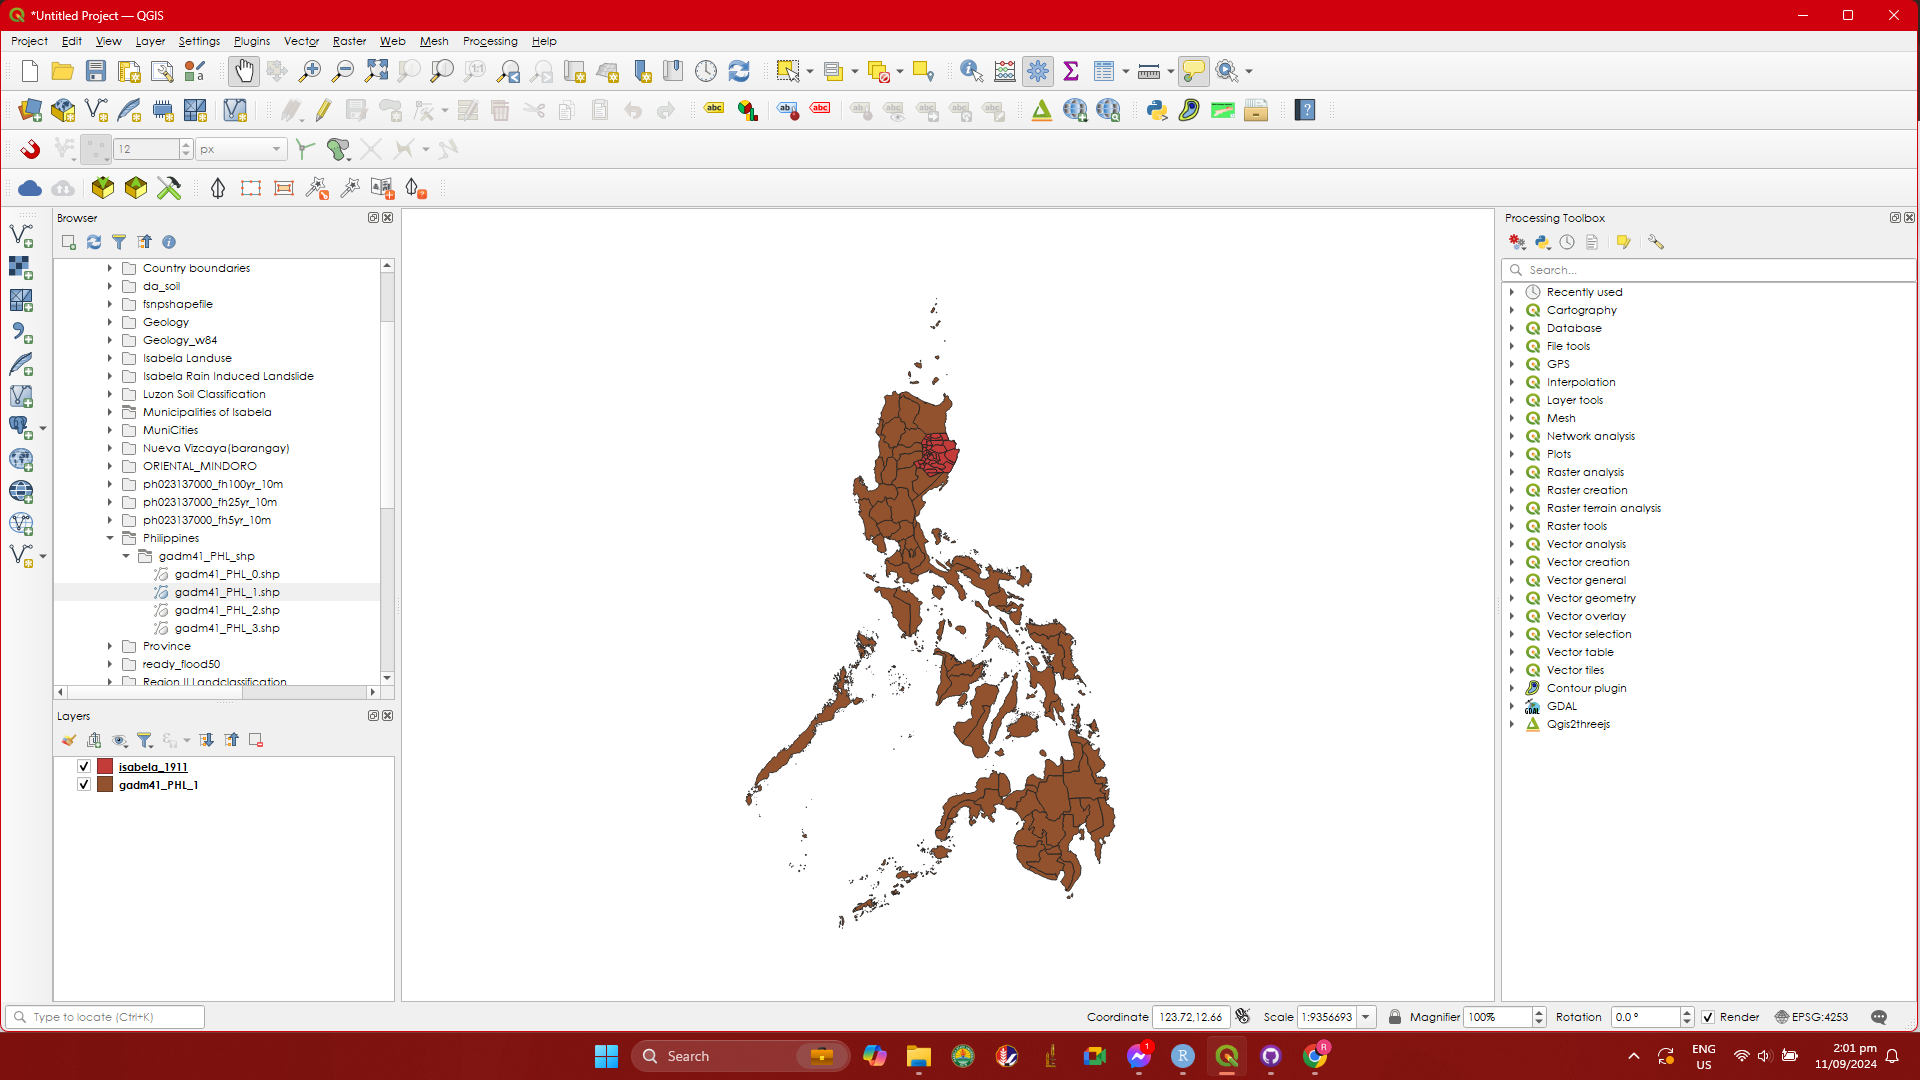 *Untitled Project — QGIS
Project Edit View Layer Settings Plugins Vector Raster Web Mesh Processing Help
12 px
Browser
Country boundaries
da_soil
fsnpshapefile
Geology
Geology_w84
Isabela Landuse
Isabela Rain Induced Landslide
Luzon Soil Classification
Municipalities of Isabela
MuniCities
Nueva Vizcaya(barangay)
ORIENTAL_MINDORO
ph023137000_fh100yr_10m
ph023137000_fh25yr_10m
ph023137000_fh5yr_10m
Philippines
gadm41_PHL_shp
gadm41_PHL_0.shp
gadm41_PHL_1.shp
gadm41_PHL_2.shp
gadm41_PHL_3.shp
Province
ready_flood50
Region II Landclassification
Layers
isabela_1911
gadm41_PHL_1
Processing Toolbox
Search...
Recently used
Cartography
Database
File tools
GPS
Interpolation
Layer tools
Mesh
Network analysis
Plots
Raster analysis
Raster creation
Raster terrain analysis
Raster tools
Vector analysis
Vector creation
Vector general
Vector geometry
Vector overlay
Vector selection
Vector table
Vector tiles
Contour plugin
GDAL
Qgis2threejs
Type to locate (Ctrl+K)
Coordinate 123.72,12.66 Scale 1:9356693 Magnifier 100% Rotation 0.0 ° Render EPSG:4253
Search
ENG
US
2:01 pm
11/09/2024